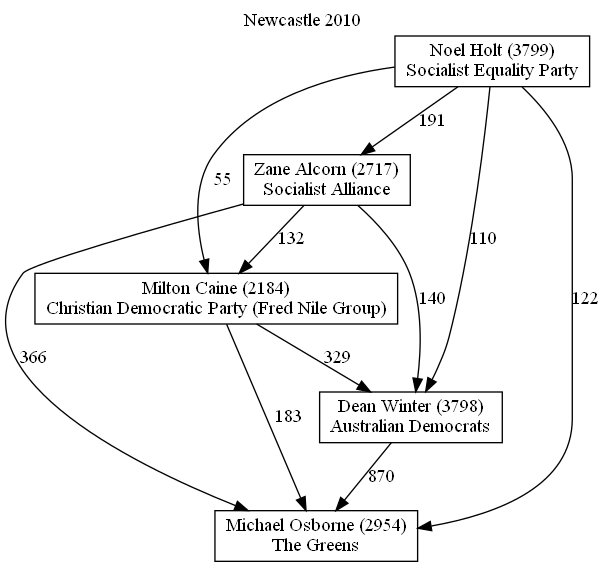 Newcastle 2010
Noel Holt (3799)
Socialist Equality Party
191
Zane Alcorn (2717)
Socialist Alliance
55
132
110
Milton Caine (2184)
Christian Democratic Party (Fred Nile Group)
140
122
366
329
183
Dean Winter (3798)
Australian Democrats
870
Michael Osborne (2954)
The Greens